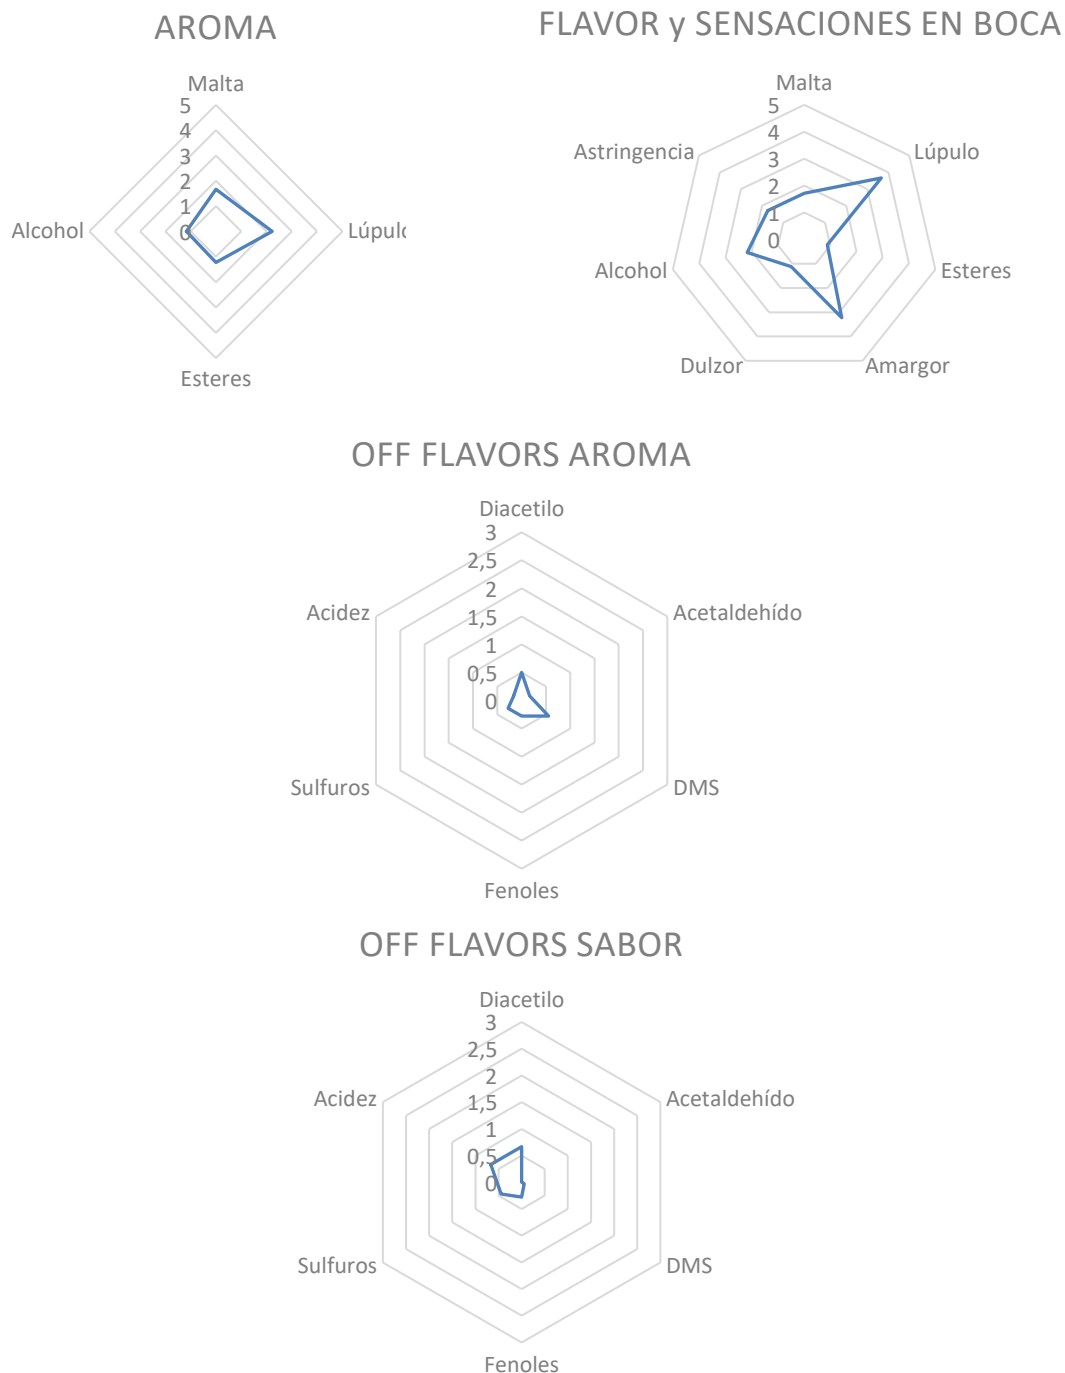 AROMA
Malta
5
4
3
2
1
0
Alcohol
Lúpulo
Esteres
FLAVOR y SENSACIONES EN BOCA
Malta
5
4
3
2
1
0
Astringencia
Lúpulo
Alcohol
Esteres
Dulzor
Amargor
OFF FLAVORS AROMA
Diacetilo
3
2,5
2
1,5
1
0,5
0
Acidez
Acetaldehído
Sulfuros
DMS
Fenoles
OFF FLAVORS SABOR
Diacetilo
3
2,5
2
1,5
1
0,5
0
Acidez
Acetaldehído
Sulfuros
DMS
Fenoles